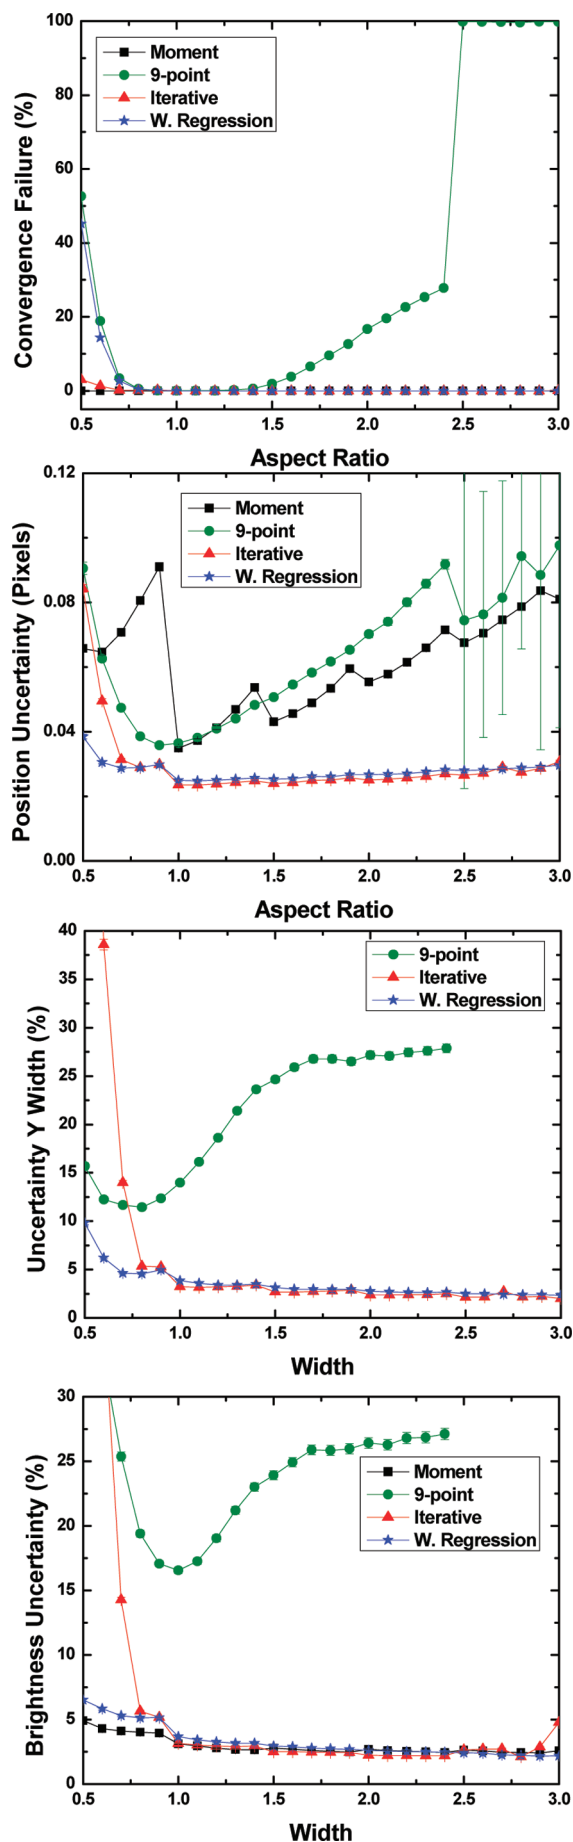 Convergence Failure (%)
100
80
60
40
20
0
Moment
9-point
Iterative
W. Regression
0.5 1.0 1.5 2.0 2.5 3.0
Aspect Ratio
Position Uncertainty (Pixels)
0.12
0.08
0.04
0.00
Moment
9-point
Iterative
W. Regression
0.5 1.0 1.5 2.0 2.5 3.0
Aspect Ratio
Uncertainty Y Width (%)
40
35
30
25
20
15
10
5
0
9-point
Iterative
W. Regression
0.5 1.0 1.5 2.0 2.5 3.0
Width
Brightness Uncertainty (%)
30
25
20
15
10
5
0
Moment
9-point
Iterative
W. Regression
0.5 1.0 1.5 2.0 2.5 3.0
Width